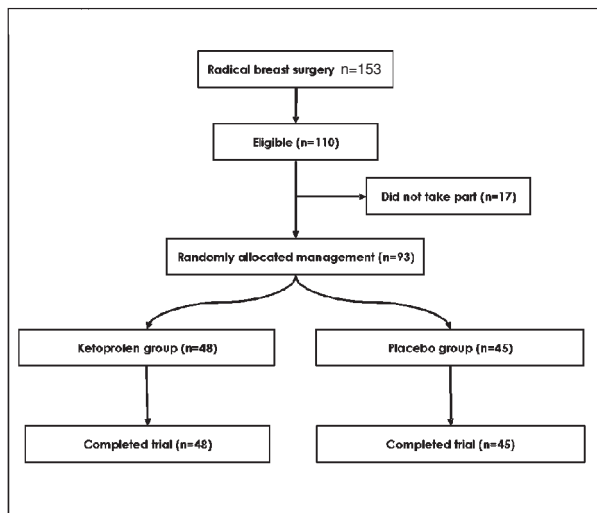 Radical breast surgery n=153
Eligible (n=110)
Did not take part (n=17)
Randomly allocated management (n=93)
Ketoprolen group (n=48)
Placebo group (n=45)
Completed trial (n=48)
Completed trial (n=45)